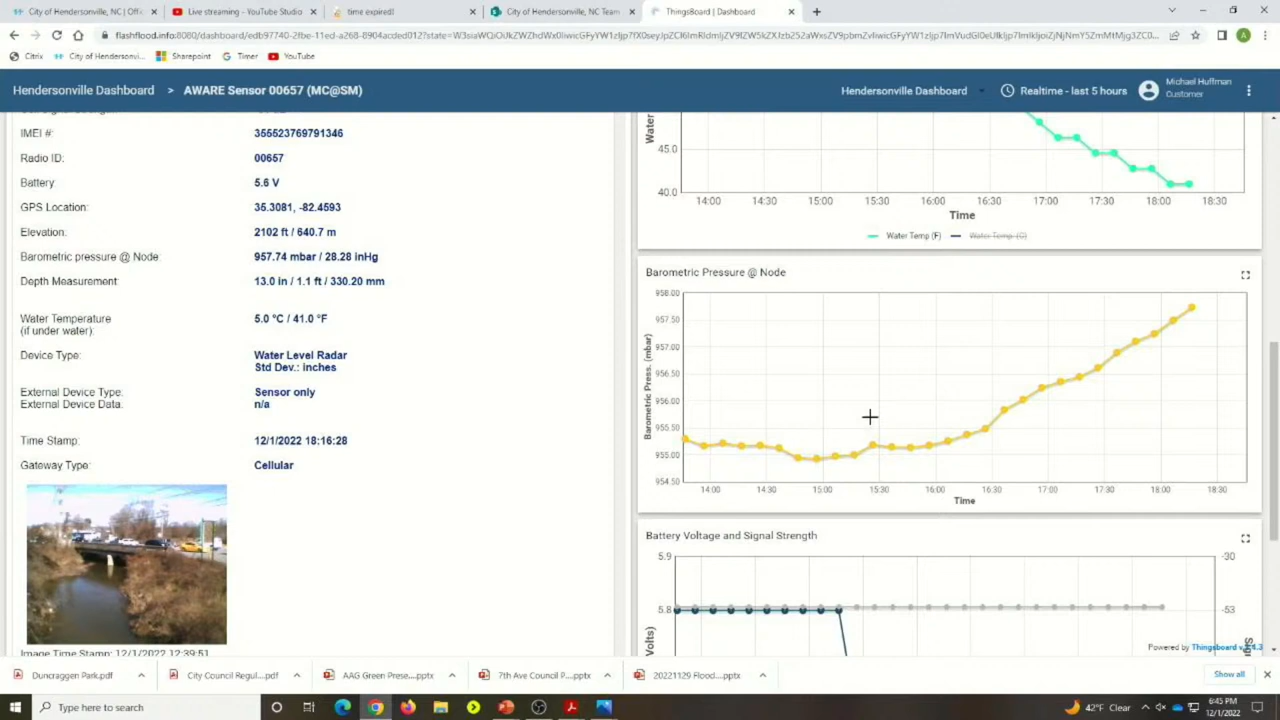 City of Hendersonville, NC | Offi
Live streaming - YouTube Studio
time expired!
City of Hendersonville, NC Team
ThingsBoard | Dashboard
Citrix
City of Hendersonvi...
Sharepoint
Timer
YouTube
Hendersonville Dashboard > AWARE Sensor 00657 (MC@SM)
Hendersonville Dashboard
Realtime - last 5 hours
Michael Huffman
Customer
IMEI #: 355523769791346
Radio ID: 00657
Battery: 5.6 V
GPS Location: 35.3081, -82.4593
Elevation: 2102 ft / 640.7 m
Barometric pressure @ Node: 957.74 mbar / 28.28 inHg
Depth Measurement: 13.0 in / 1.1 ft / 330.20 mm
Water Temperature 5.0 °C / 41.0 °F
(if under water):
Device Type: Water Level Radar
Std Dev.: inches
External Device Type: Sensor only
External Device Data: n/a
Time Stamp: 12/1/2022 18:16:28
Gateway Type: Cellular
Image Time Stamp: 12/1/2022 12:39:51
Water
45.0
40.0
14:00 14:30 15:00 15:30 16:00 16:30 17:00 17:30 18:00 18:30
Time
Water Temp (F) Water Temp (C)
Barometric Pressure @ Node
Barometric Press. (mbar)
958.00
957.50
957.00
956.50
956.00
955.50
955.00
954.50
14:00 14:30 15:00 15:30 16:00 16:30 17:00 17:30 18:00 18:30
Time
Battery Voltage and Signal Strength
5.9 -30
5.8 -53
Volts)
Sig
Powered by Thingsboard
Duncraggen Park.pdf
City Council Regul....pdf
AAG Green Prese....pptx
7th Ave Council P....pptx
20221129 Flood....pptx
Show all
Type here to search
42°F Clear
6:45 PM
12/1/2022